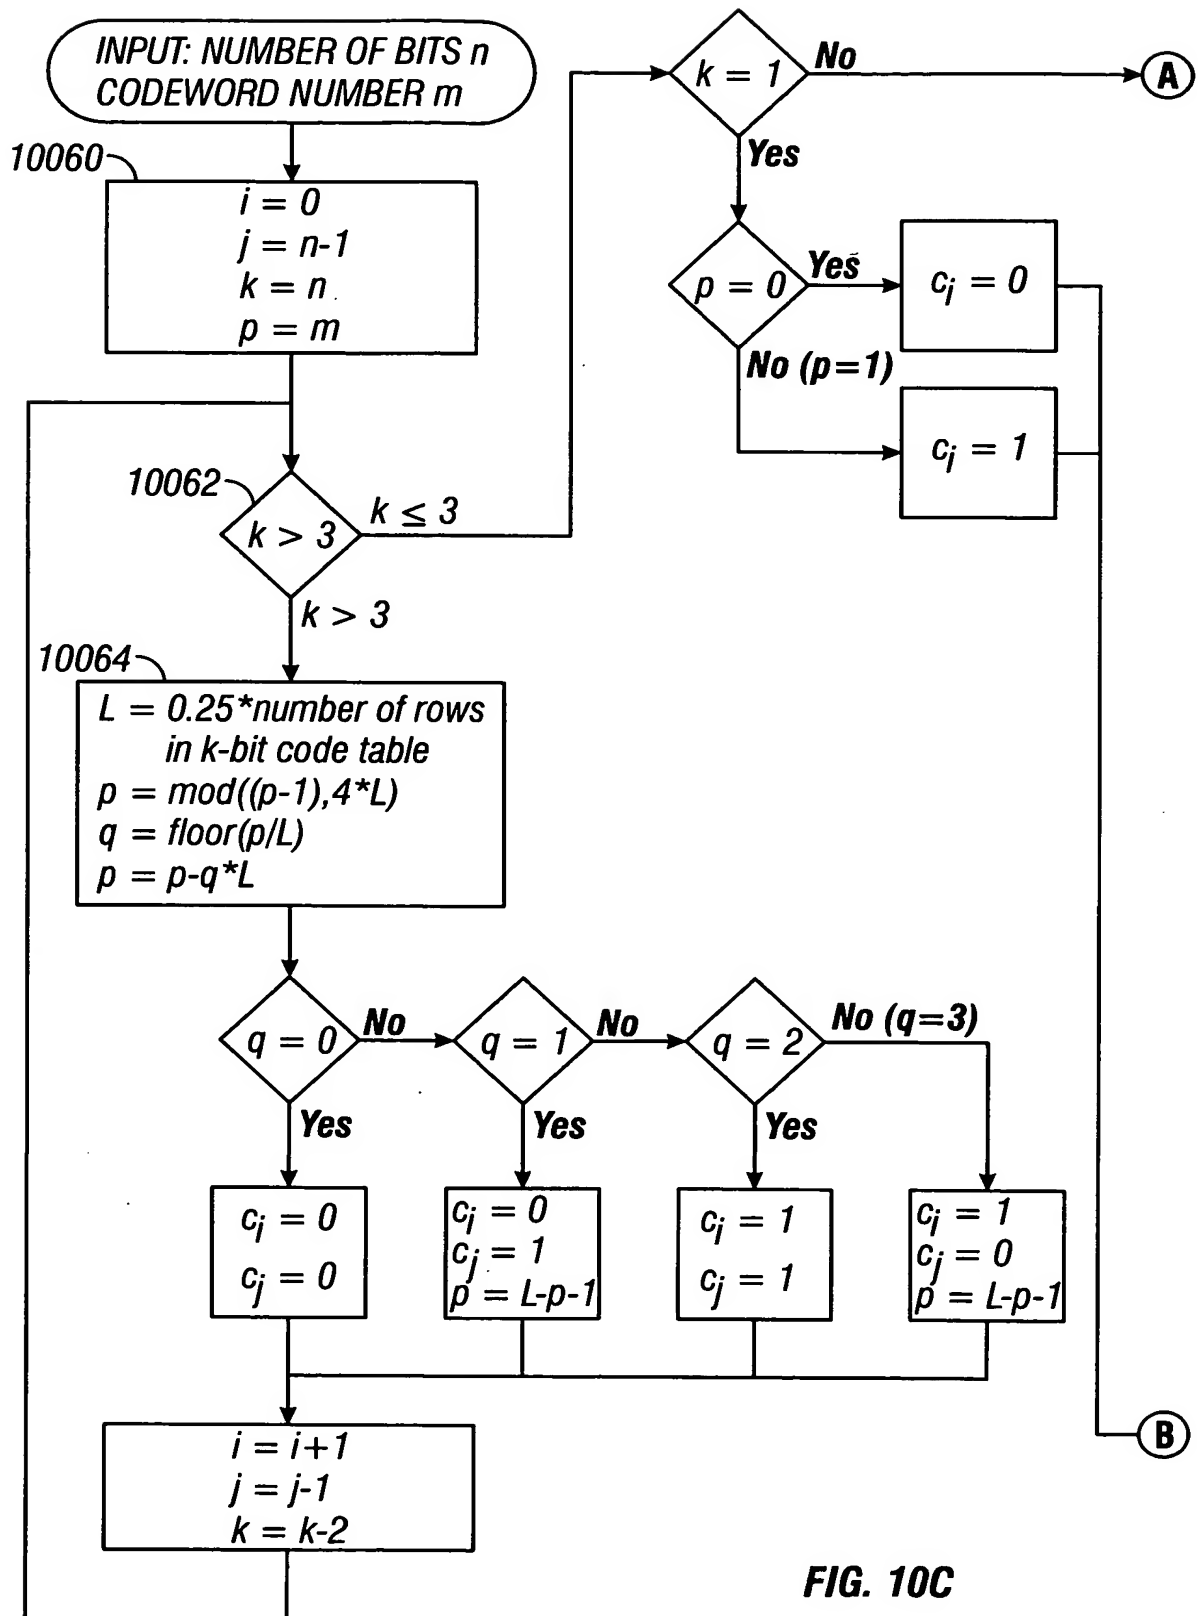 INPUT: NUMBER OF BITS n
CODEWORD NUMBER m
10060
i = 0
j = n-1
k = n
p = m
10062
k > 3
k ≤ 3
k > 3
10064
L = 0.25*number of rows
in k-bit code table
p = mod((p-1),4*L)
q = floor(p/L)
p = p-q*L
q = 0
No
q = 1
No
q = 2
No (q=3)
Yes
Yes
Yes
ci = 0
cj = 0
ci = 0
cj = 1
p = L-p-1
ci = 1
cj = 1
ci = 1
cj = 0
p = L-p-1
i = i+1
j = j-1
k = k-2
k = 1
No
A
Yes
p = 0
Yes
ci = 0
No (p=1)
ci = 1
B
FIG. 10C